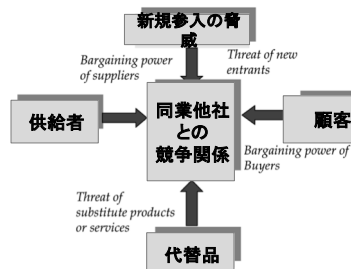 新規参入の脅
威
Bargaining power
of suppliers
Threat of new
entrants
供給者
同業他社
との
競争関係
顧客
Bargaining power of
Buyers
Threat of
substitute products
or services
代替品